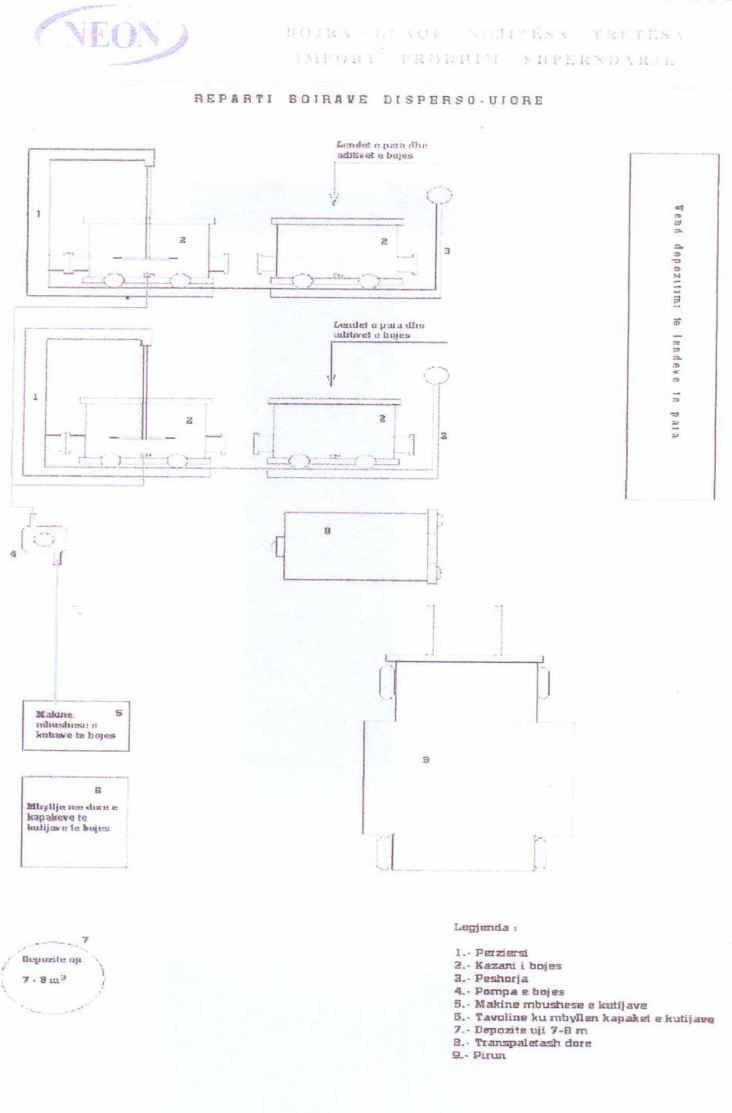 NEON
BOJRA - LLAQE - NGJITËSA - TRETËSA
IMPORT PRODHIM SHPERNDARJE
REPARTI BOJRAVE DISPERSO-UJORE
Lendet e para dhe
aditivet e bojes
1
2
2
3
Vend depozitimi te lendeve te para
Lendet e para dhe
aditivet e bojes
1
2
2
3
8
4
Makine 5
mbushese e
kutive te bojes
9
6
Mbyllje me dore e
kapakeve te
kutijave te bojes
7
Depozite uji
7 - 8 m³
Legjenda :
1.- Perziersi
2.- Kazani i bojes
3.- Peshorja
4.- Pompa e bojes
5.- Makine mbushese e kutijave
6.- Tavoline ku mbyllen kapaket e kutijave
7.- Depozite uji 7-8 m
8.- Transpaletash dore
9.- Pirun